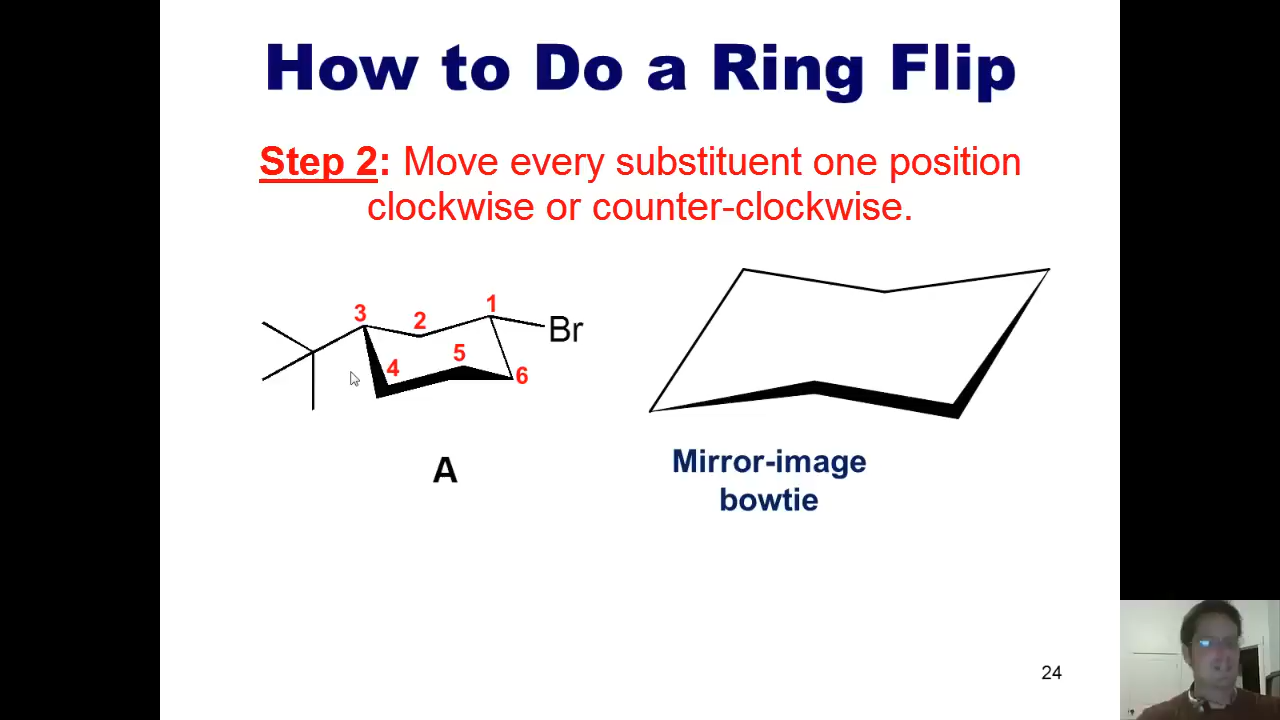 How to Do a Ring Flip
Step 2: Move every substituent one position
clockwise or counter-clockwise.
3
2
1
Br
4
5
6
A
Mirror-image
bowtie
24